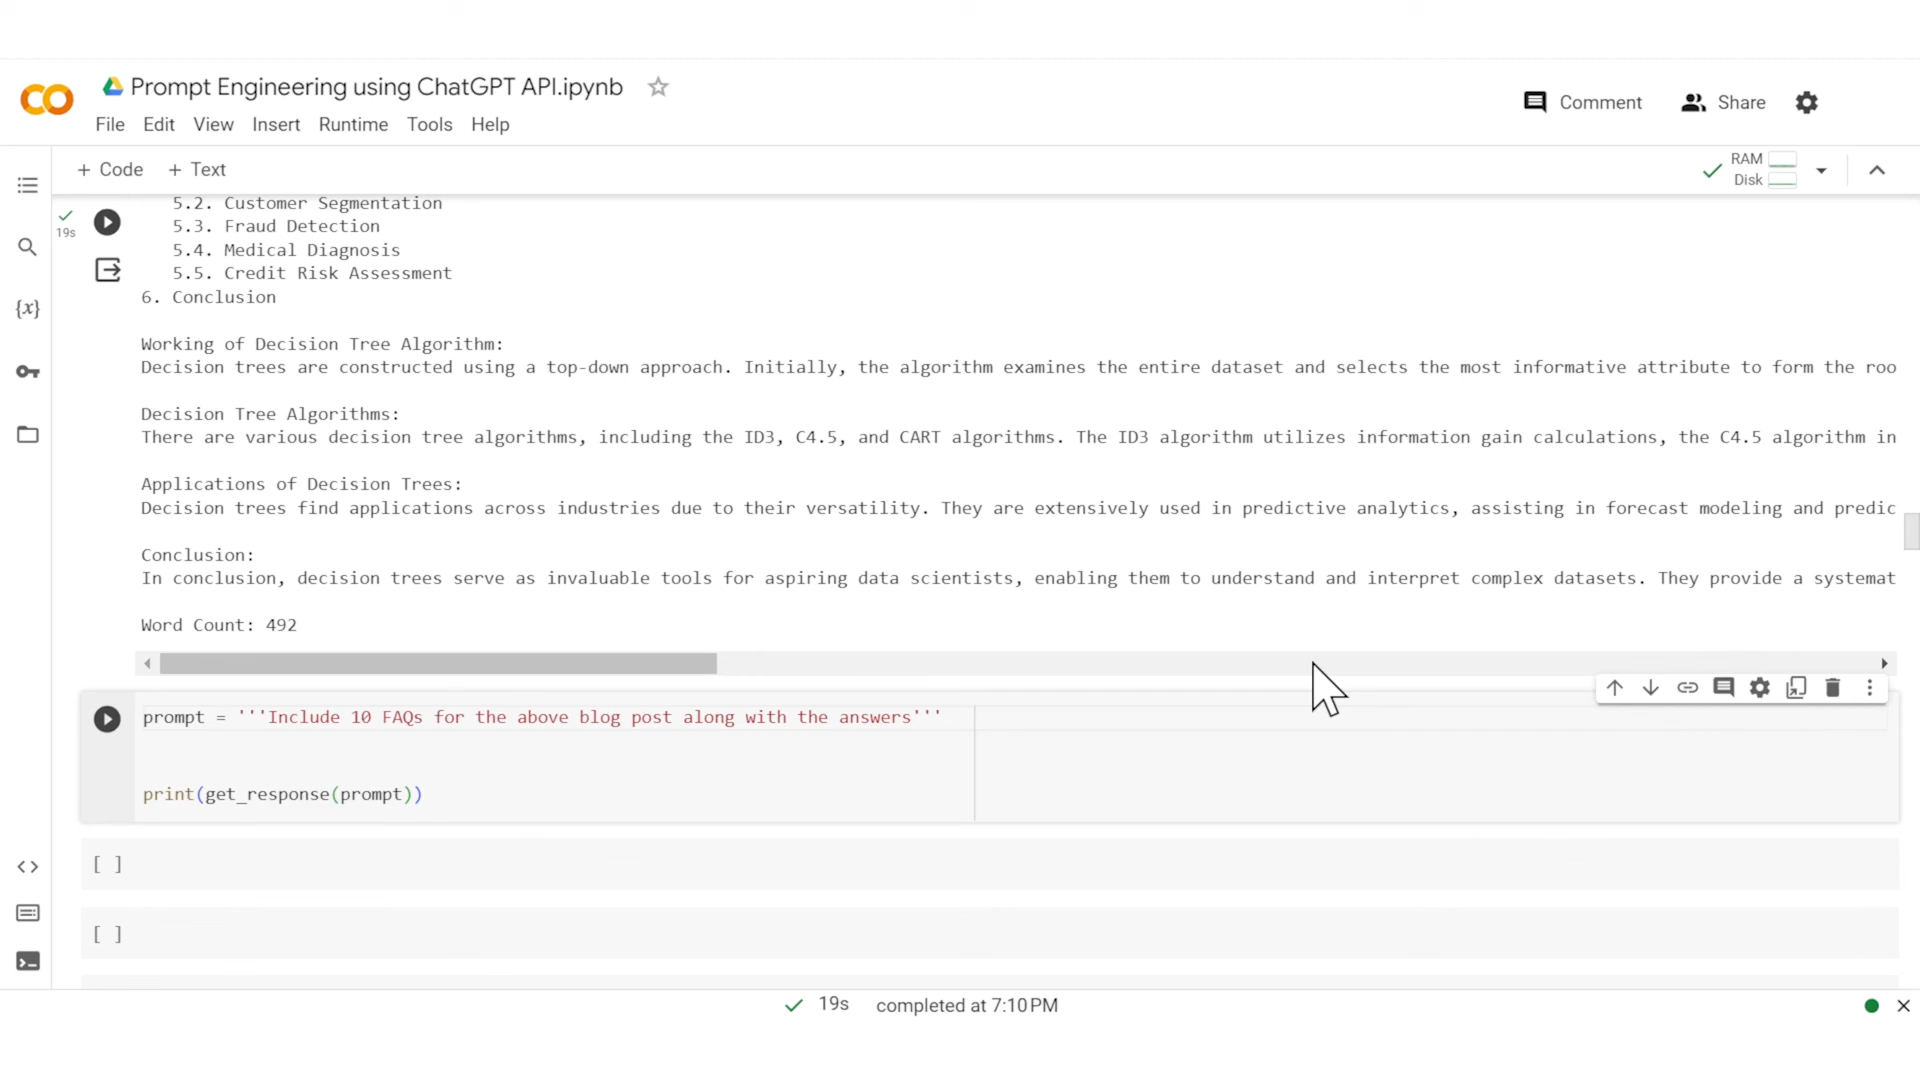 Prompt Engineering using ChatGPT API.ipynb
File Edit View Insert Runtime Tools Help
Comment
Share
+ Code + Text
RAM
Disk
19s
5.2. Customer Segmentation
5.3. Fraud Detection
5.4. Medical Diagnosis
5.5. Credit Risk Assessment
6. Conclusion
Working of Decision Tree Algorithm:
Decision trees are constructed using a top-down approach. Initially, the algorithm examines the entire dataset and selects the most informative attribute to form the roo
Decision Tree Algorithms:
There are various decision tree algorithms, including the ID3, C4.5, and CART algorithms. The ID3 algorithm utilizes information gain calculations, the C4.5 algorithm in
Applications of Decision Trees:
Decision trees find applications across industries due to their versatility. They are extensively used in predictive analytics, assisting in forecast modeling and predic
Conclusion:
In conclusion, decision trees serve as invaluable tools for aspiring data scientists, enabling them to understand and interpret complex datasets. They provide a systemat
Word Count: 492
prompt = '''Include 10 FAQs for the above blog post along with the answers'''
print(get_response(prompt))
[ ]
[ ]
19s completed at 7:10 PM